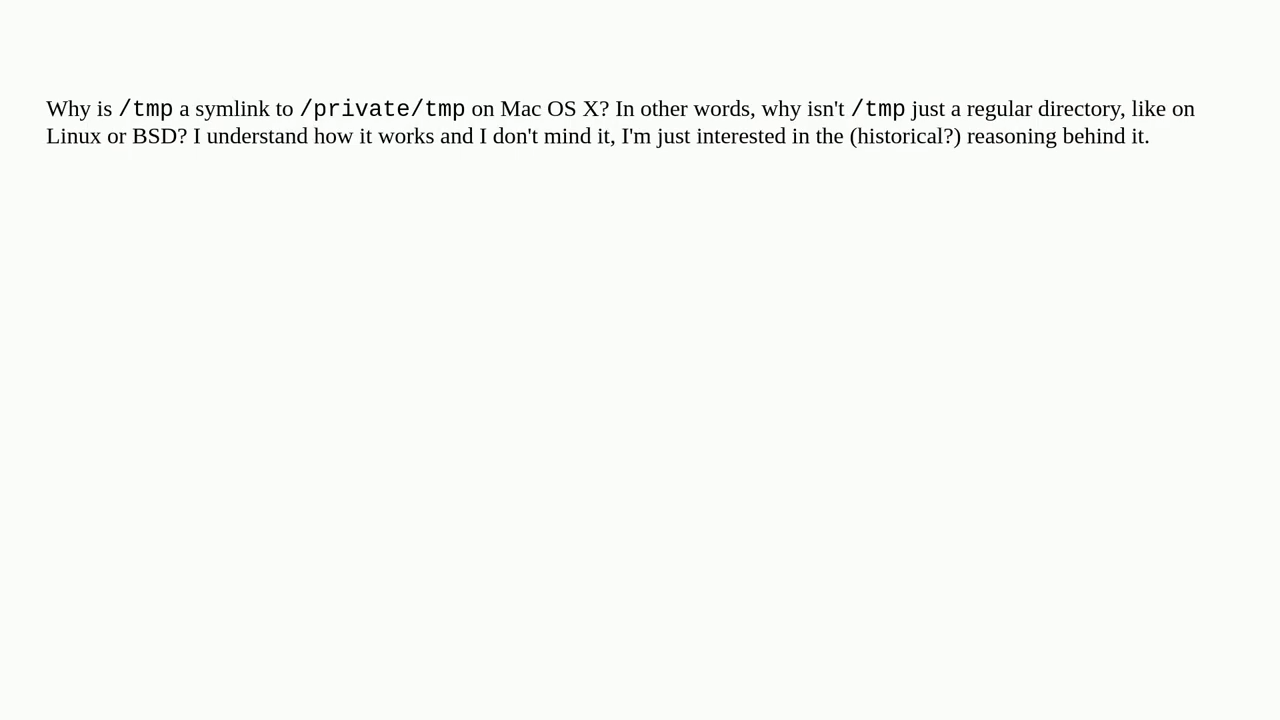 Why is /tmp a symlink to /private/tmp on Mac OS X? In other words, why isn't /tmp just a regular directory, like on
Linux or BSD? I understand how it works and I don't mind it, I'm just interested in the (historical?) reasoning behind it.